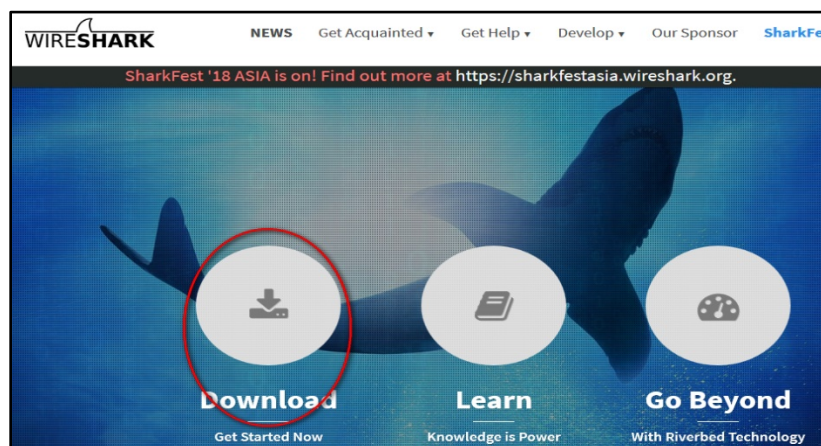 WIRESHARK
NEWS Get Acquainted ▾ Get Help ▾ Develop ▾ Our Sponsor SharkFe
SharkFest '18 ASIA is on! Find out more at https://sharkfestasia.wireshark.org.
Download Learn Go Beyond
Get Started Now Knowledge is Power With Riverbed Technology